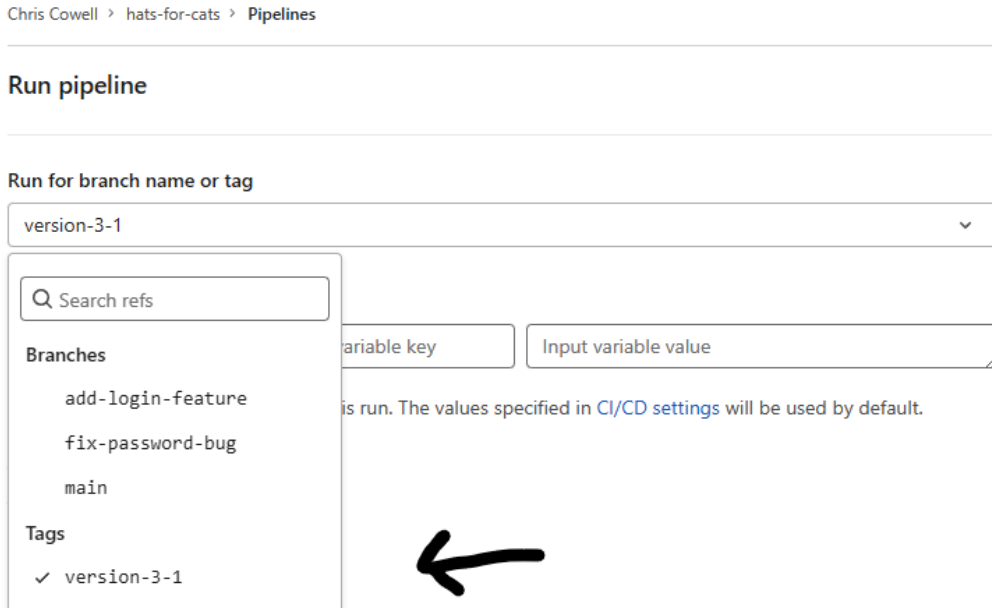 Chris Cowell > hats-for-cats > Pipelines
Run pipeline
Run for branch name or tag
version-3-1
Search refs
Branches
variable key Input variable value
add-login-feature
is run. The values specified in CI/CD settings will be used by default.
fix-password-bug
main
Tags
version-3-1